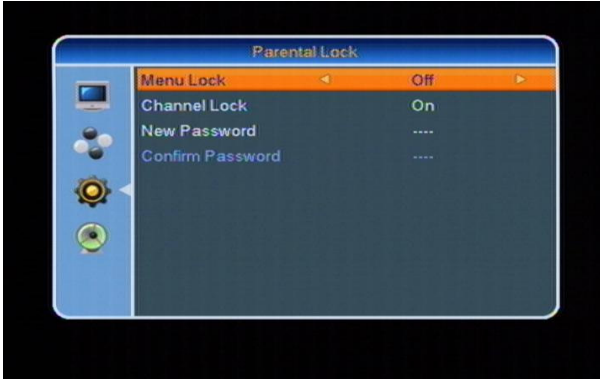 Parental Lock
Menu Lock Off
Channel Lock On
New Password ----
Confirm Password ----